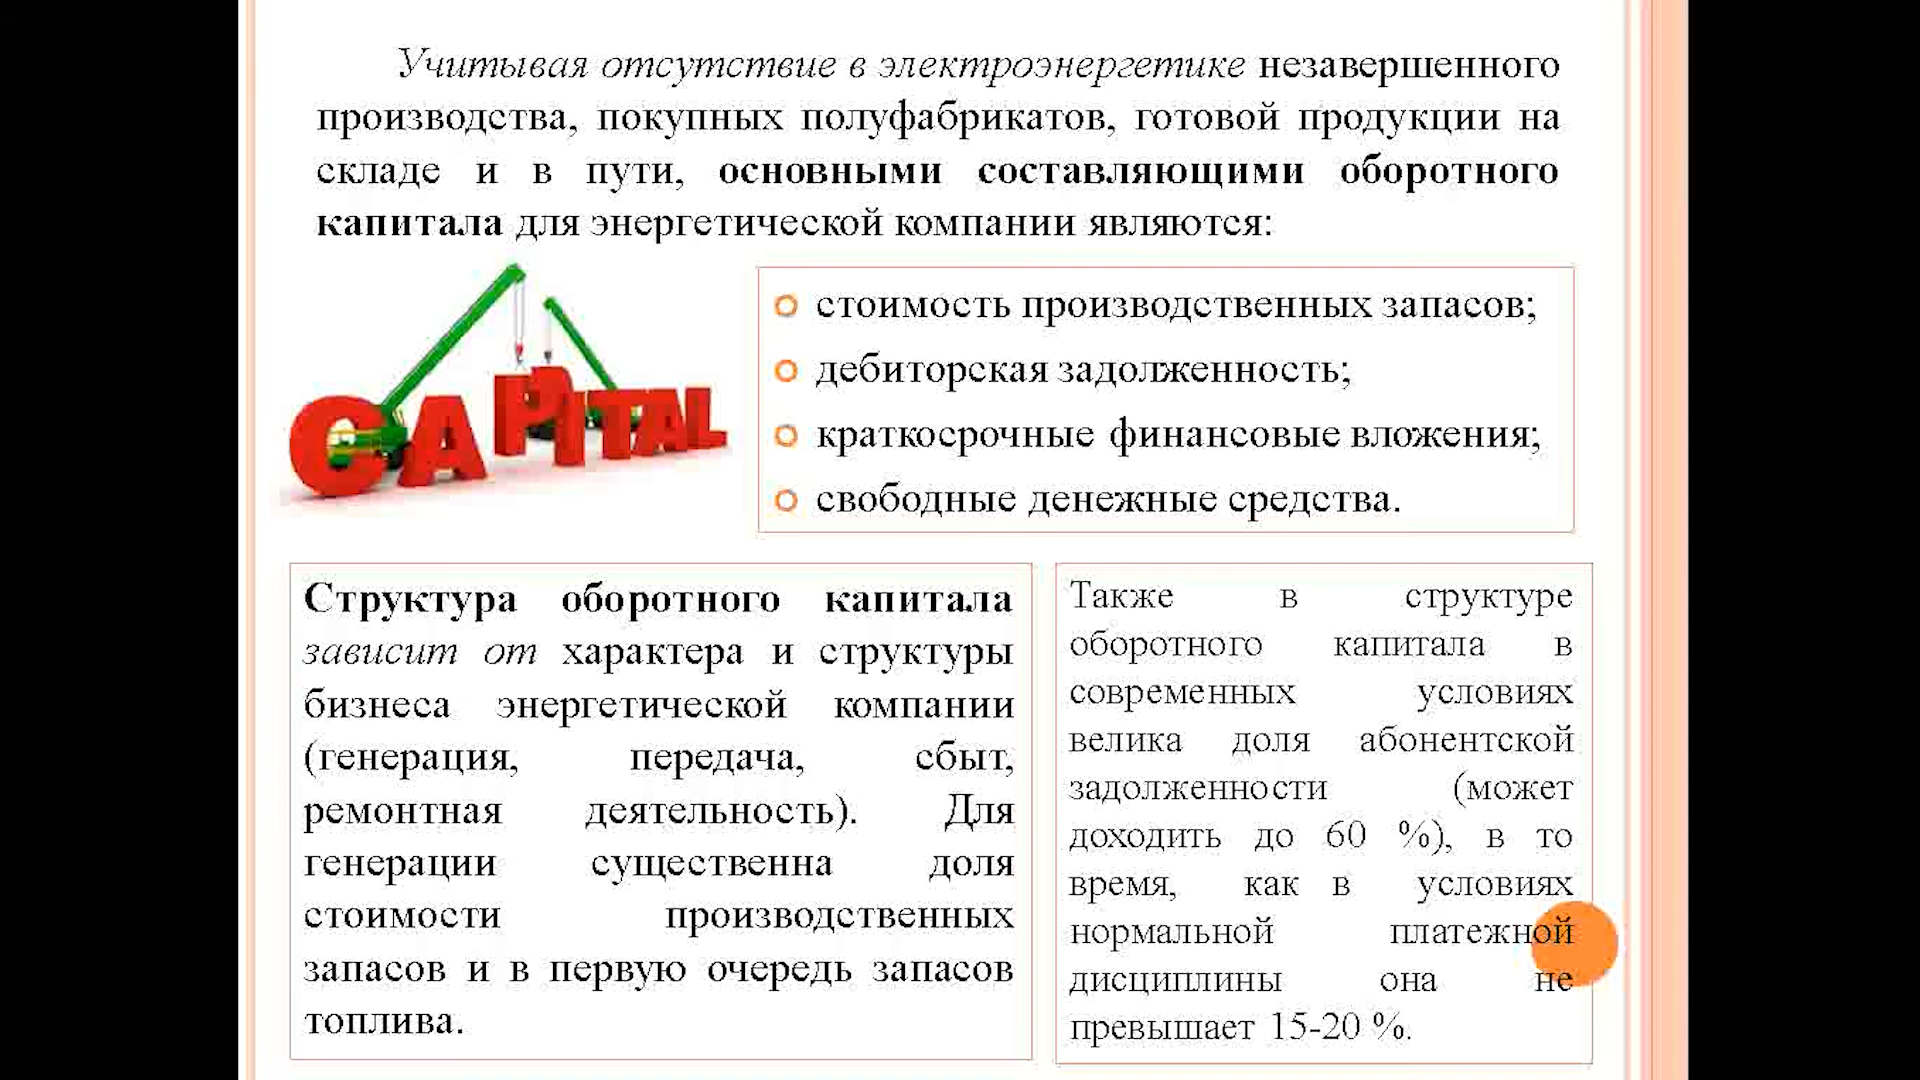 Учитывая отсутствие в электроэнергетике незавершенного
производства, покупных полуфабрикатов, готовой продукции на
складе и в пути, основными составляющими оборотного
капитала для энергетической компании являются:
CAPITAL
стоимость производственных запасов;
дебиторская задолженность;
краткосрочные финансовые вложения;
свободные денежные средства.
Структура оборотного капитала
зависит от характера и структуры
бизнеса энергетической компании
(генерация, передача, сбыт,
ремонтная деятельность). Для
генерации существенна доля
стоимости производственных
запасов и в первую очередь запасов
топлива.
Также в структуре
оборотного капитала в
современных условиях
велика доля абонентской
задолженности (может
доходить до 60 %), в то
время, как в условиях
нормальной платежной
дисциплины она не
превышает 15-20 %.